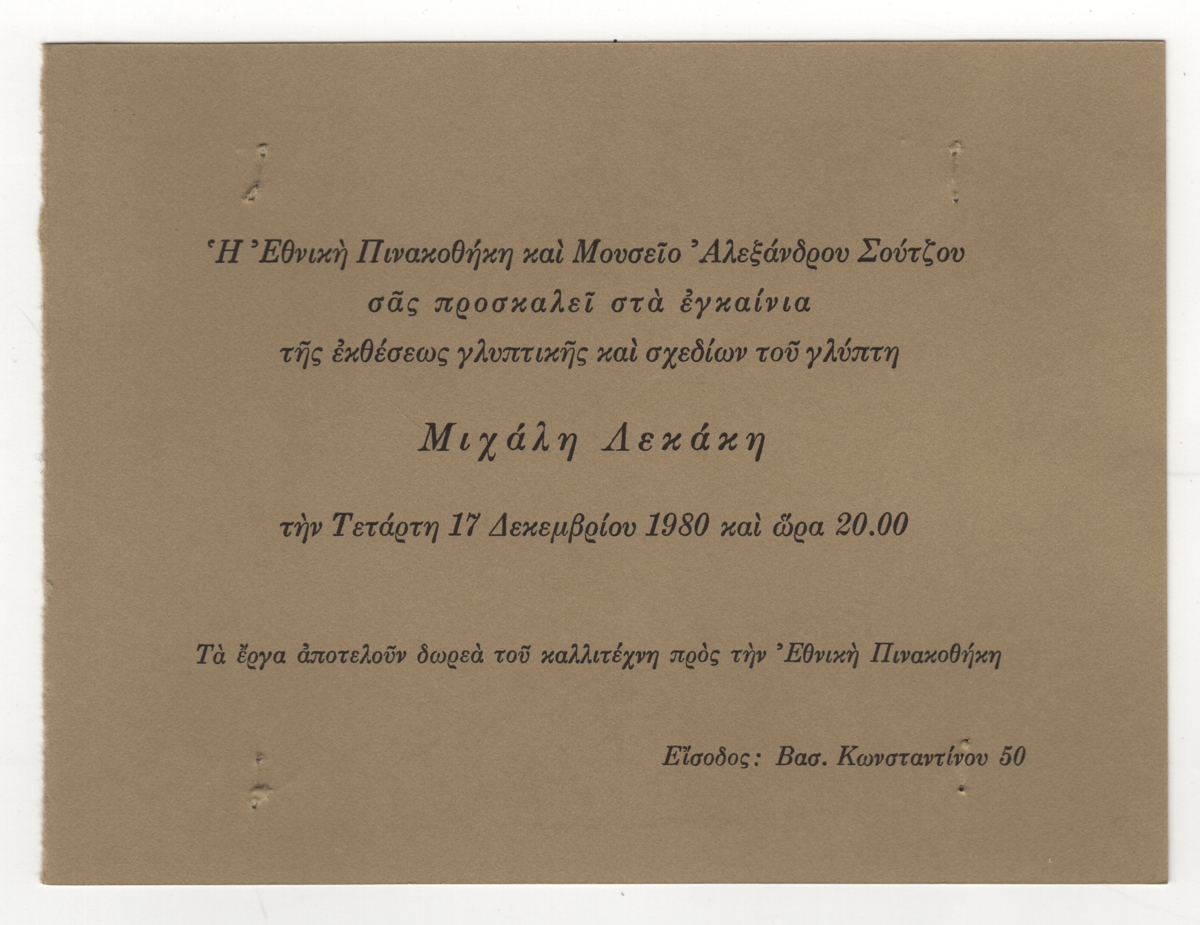 Ἡ Ἐθνικὴ Πινακοθήκη καὶ Μουσεῖο Ἀλεξάνδρου Σούτζου
σᾶς προσκαλεῖ στὰ ἐγκαίνια
τῆς ἐκθέσεως γλυπτικῆς καὶ σχεδίων τοῦ γλύπτη
Μιχάλη Λεκάκη
τὴν Τετάρτη 17 Δεκεμβρίου 1980 καὶ ὥρα 20.00
Τὰ ἔργα ἀποτελοῦν δωρεὰ τοῦ καλλιτέχνη πρὸς τὴν Ἐθνικὴ Πινακοθήκη
Εἴσοδος: Βασ. Κωνσταντίνου 50